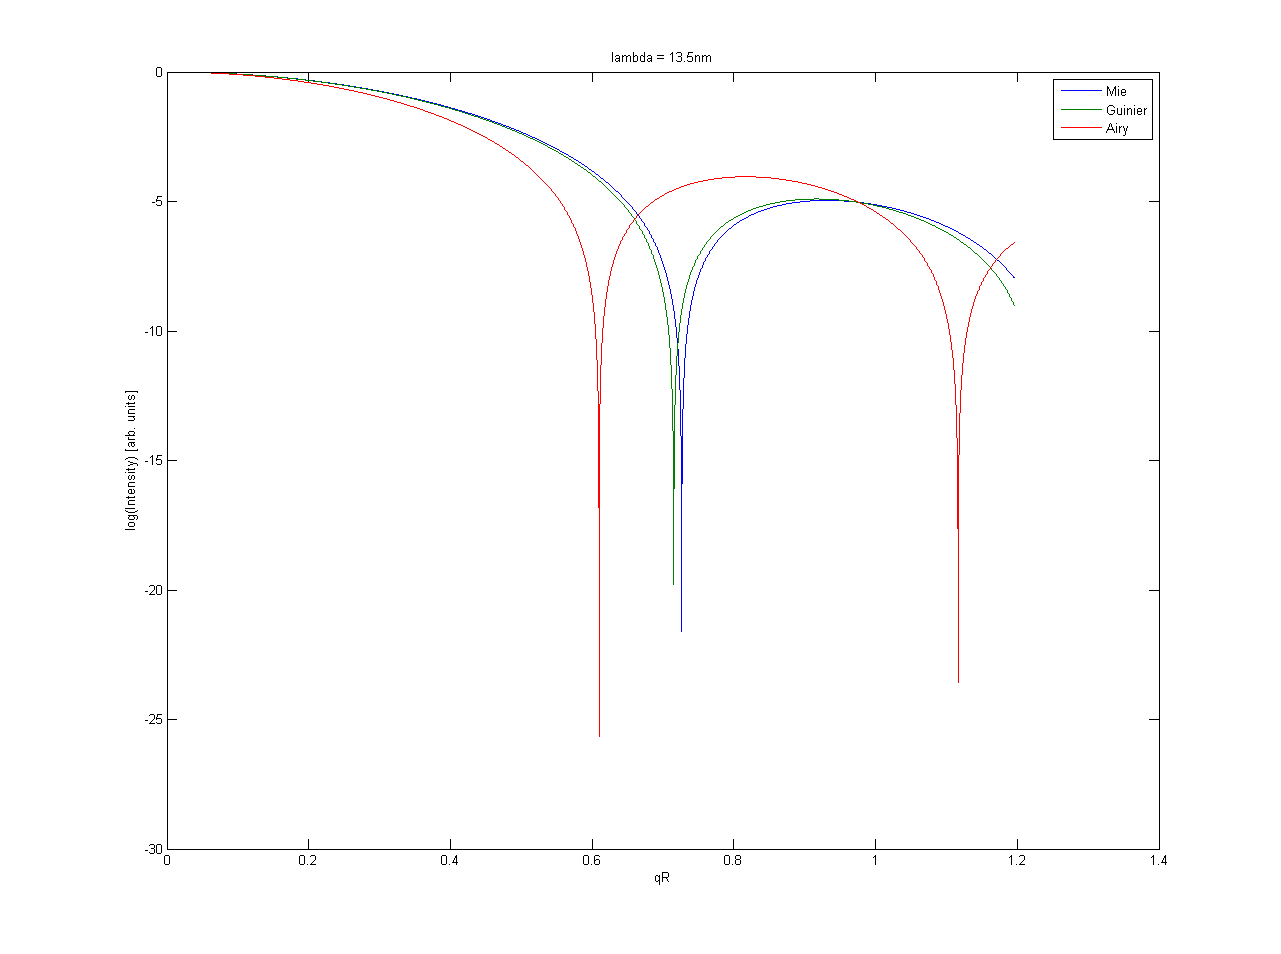 lambda = 13.5nm
Mie
Guinier
Airy
log(Intensity) [arb. units]
0
-5
-10
-15
-20
-25
-30
0 0.2 0.4 0.6 0.8 1 1.2 1.4
qR